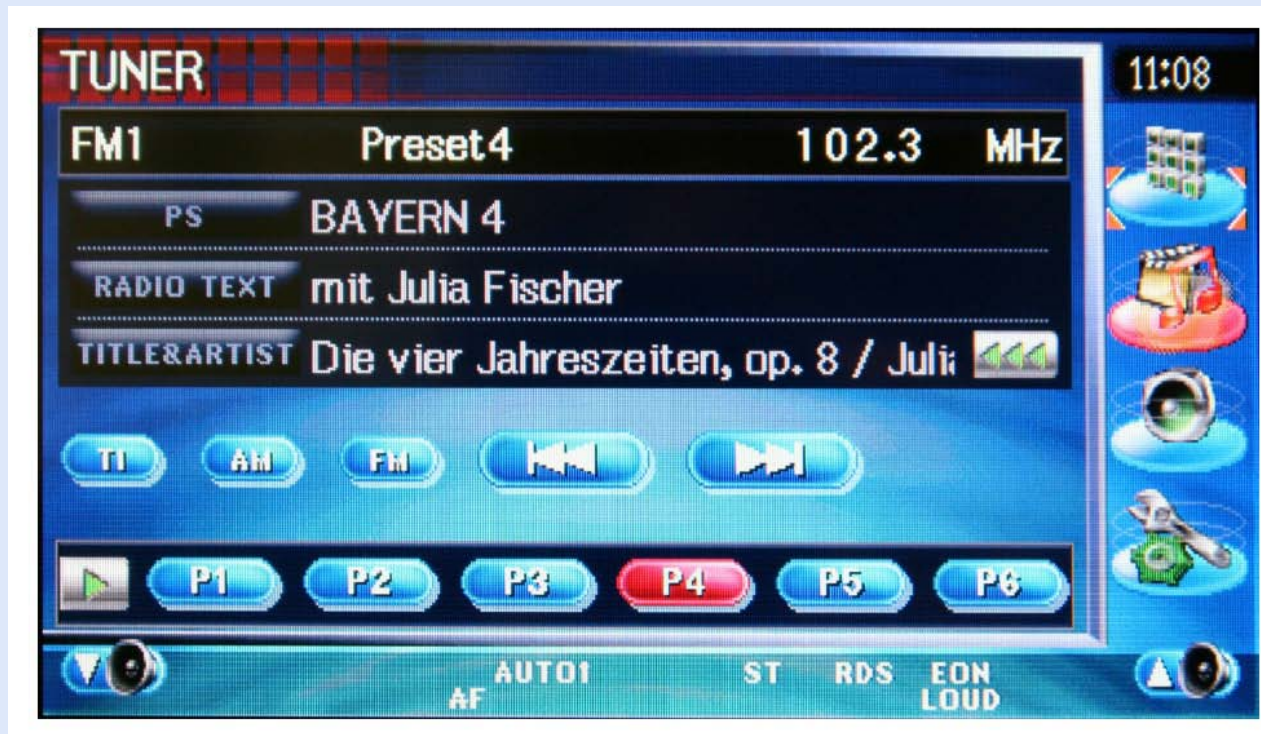 TUNER
11:08
FM1 Preset4 102.3 MHz
PS BAYERN 4
RADIO TEXT mit Julia Fischer
TITLE&ARTIST Die vier Jahreszeiten, op. 8 / Juli
TI AM FM
P1 P2 P3 P4 P5 P6
AUTO1 ST RDS EON
AF LOUD